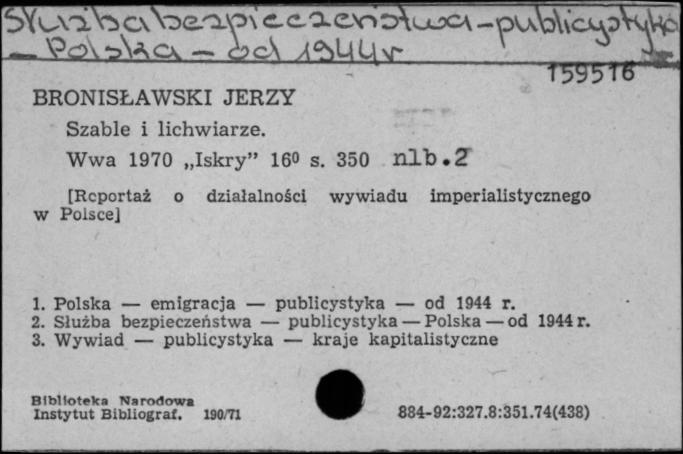 Służba bezpieczeństwa - publicystyka
- Polska - od 1944 r
159516
BRONISŁAWSKI JERZY
Szable i lichwiarze.
Wwa 1970 „Iskry” 16⁰ s. 350 nlb.2
[Reportaż o działalności wywiadu imperialistycznego
w Polsce]
1. Polska — emigracja — publicystyka — od 1944 r.
2. Służba bezpieczeństwa — publicystyka — Polska — od 1944 r.
3. Wywiad — publicystyka — kraje kapitalistyczne
Biblioteka Narodowa
Instytut Bibliograf. 190/71
884-92:327.8:351.74(438)